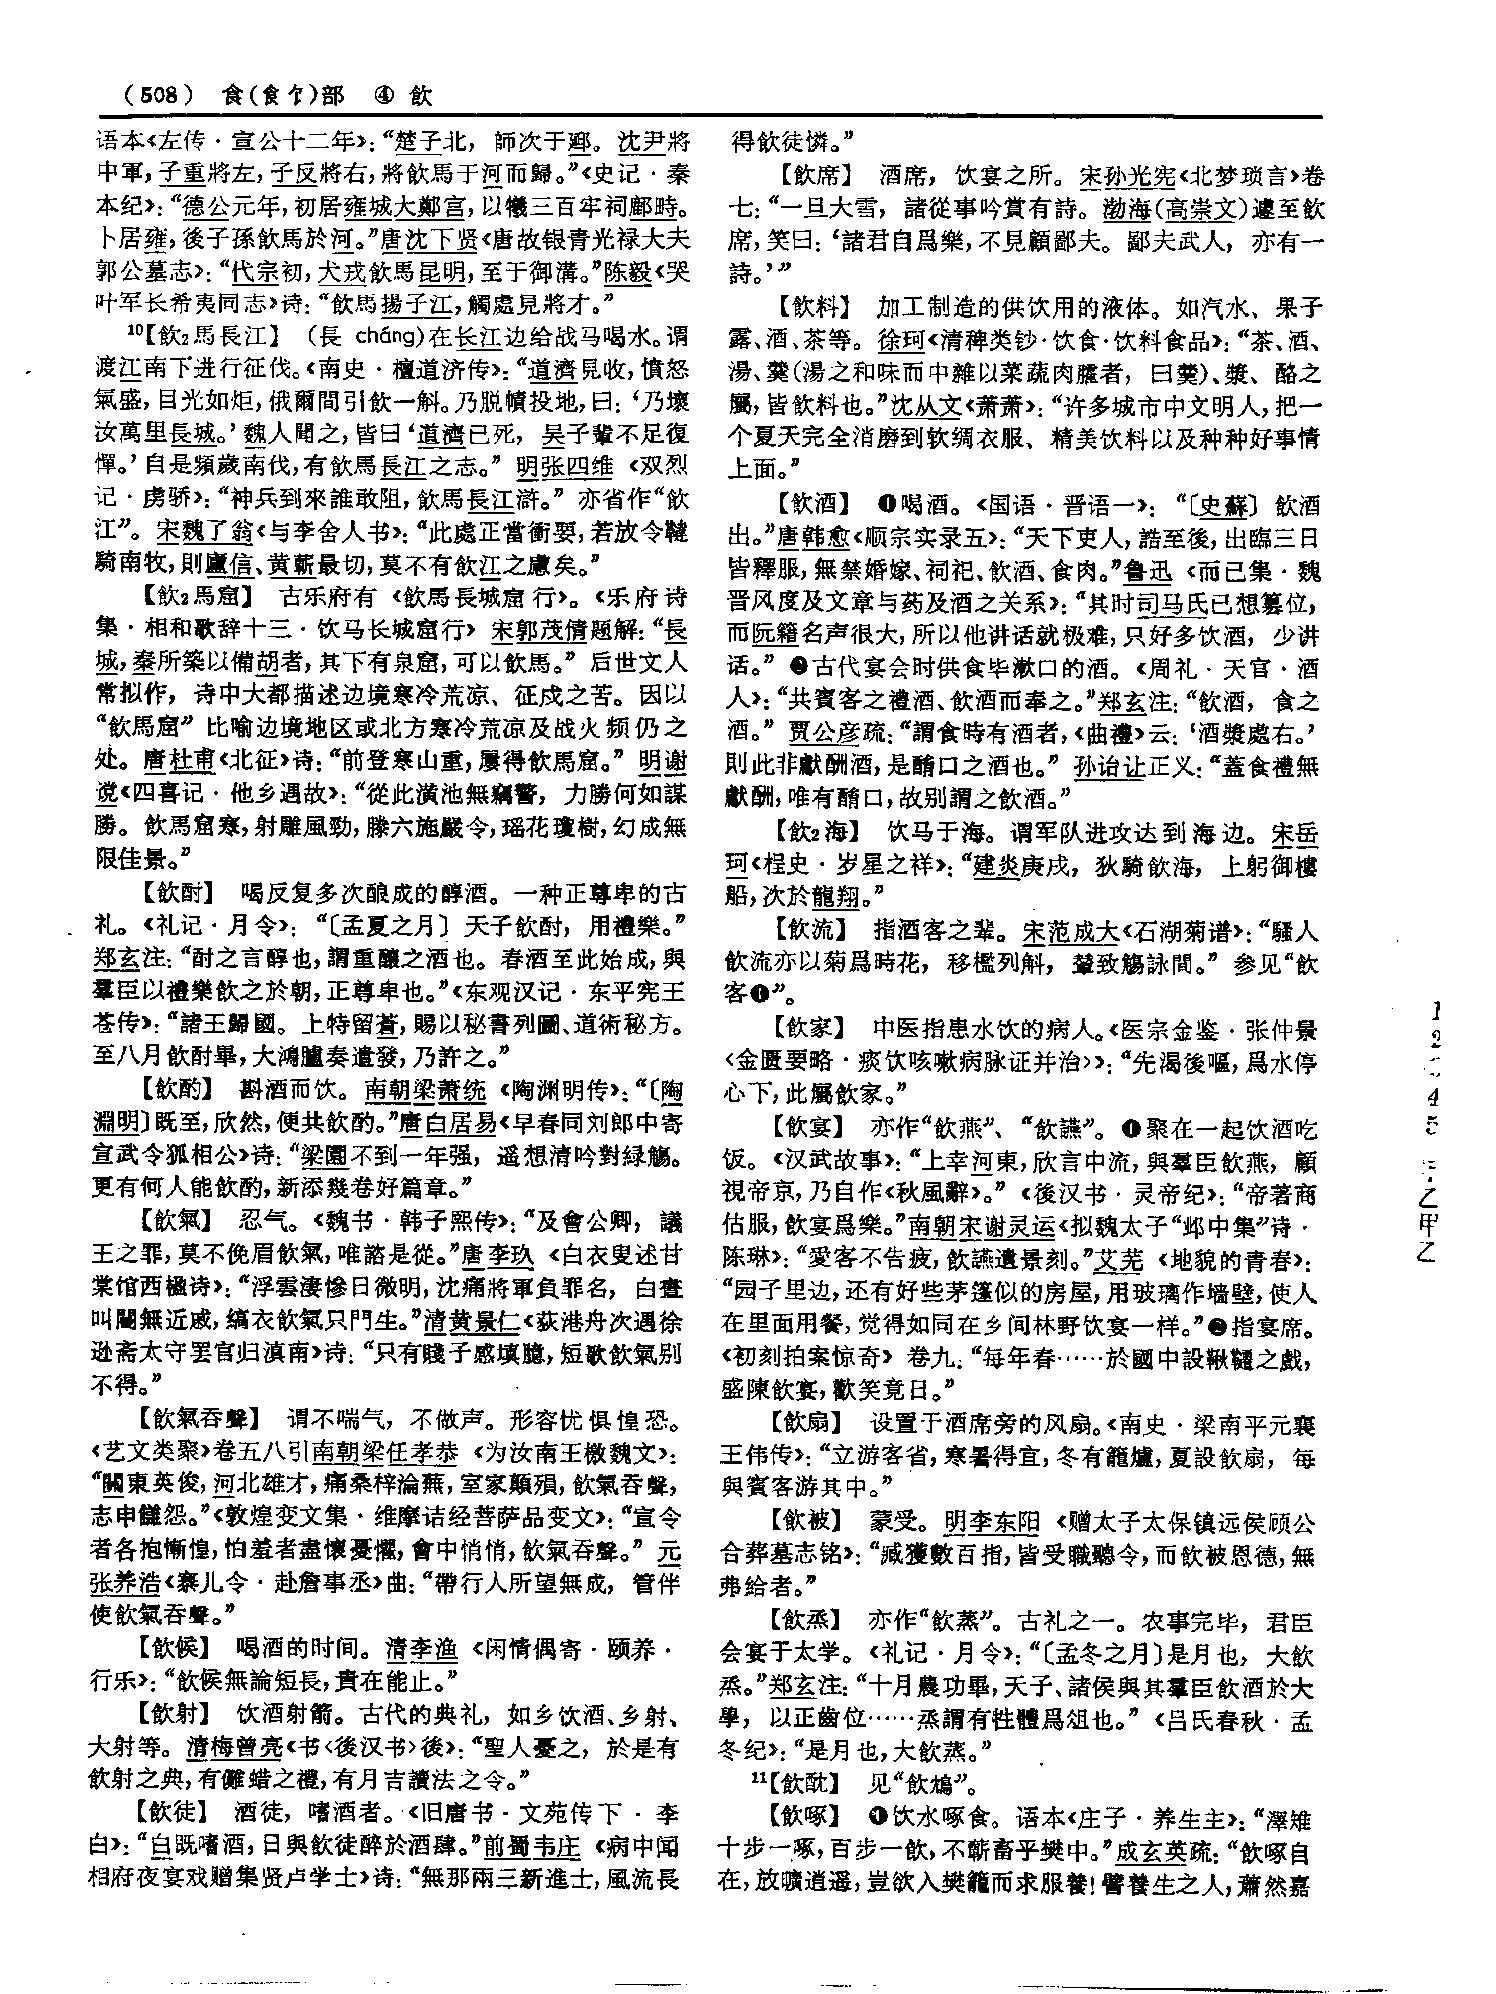 (508) 食(飠饣)部 ④ 飲
语本《左传·宣公十二年》：“楚子北，師次于郔。沈尹將
中軍，子重將左，子反將右，將飲馬于河而歸。”《史记·秦
本纪》：“德公元年，初居雍城大鄭宫，以犧三百牢祠鄜畤。
卜居雍，後子孫飲馬於河。”唐沈下贤《唐故银青光禄大夫
郭公墓志》：“代宗初，犬戎飲馬昆明，至于御溝。”陈毅《哭
叶军长希夷同志》诗：“飲馬揚子江，觸處見將才。”
10【飲2馬長江】 (長 cháng)在长江边给战马喝水。谓
渡江南下进行征伐。《南史·檀道济传》：“道濟見收，憤怒
氣盛，目光如炬，俄爾間引飲一斛。乃脱幘投地，曰：‘乃壞
汝萬里長城。’魏人聞之，皆曰‘道濟已死，吴子輩不足復
憚。’自是頻歲南伐，有飲馬長江之志。” 明张四维《双烈
记·虏骄》：“神兵到來誰敢阻，飲馬長江滸。” 亦省作“飲
江”。宋魏了翁《与李舍人书》：“此處正當衝要，若放令韃
騎南牧，則廬信、黄蘄最切，莫不有飲江之慮矣。”
【飲2馬窟】 古乐府有《飲馬長城窟行》。《乐府诗
集·相和歌辞十三·饮马长城窟行》宋郭茂倩题解：“長
城，秦所築以備胡者，其下有泉窟，可以飲馬。” 后世文人
常拟作，诗中大都描述边境寒冷荒凉、征戍之苦。因以
“飲馬窟”比喻边境地区或北方寒冷荒凉及战火频仍之
处。唐杜甫《北征》诗：“前登寒山重，屢得飲馬窟。” 明谢
谠《四喜记·他乡遇故》：“從此潢池無竊警，力勝何如謀
勝。飲馬窟寒，射雕風勁，滕六施嚴令，瑶花瓊樹，幻成無
限佳景。”
【飲酎】 喝反复多次酿成的醇酒。一种正尊卑的古
礼。《礼记·月令》：“〔孟夏之月〕天子飲酎，用禮樂。”
郑玄注：“酎之言醇也，謂重釀之酒也。春酒至此始成，與
羣臣以禮樂飲之於朝，正尊卑也。”《东观汉记·东平宪王
苍传》：“諸王歸國。上特留蒼，賜以秘書列圖、道術秘方。
至八月飲酎畢，大鴻臚奏遣發，乃許之。”
【飲酌】 斟酒而饮。南朝梁萧统《陶渊明传》：“〔陶
淵明〕既至，欣然，便共飲酌。”唐白居易《早春同刘郎中寄
宣武令狐相公》诗：“梁園不到一年强，遥想清吟對緑觴。
更有何人能飲酌，新添幾卷好篇章。”
【飲氣】 忍气。《魏书·韩子熙传》：“及會公卿，議
王之罪，莫不俛眉飲氣，唯諮是從。”唐李玖《白衣叟述甘
棠馆西楹诗》：“浮雲淒慘日微明，沈痛將軍負罪名，白晝
叫閽無近戚，縞衣飲氣只門生。”清黄景仁《荻港舟次遇徐
逊斋太守罢官归滇南》诗：“只有賤子感填臆，短歌飲氣别
不得。”
【飲氣吞聲】 谓不喘气，不做声。形容忧惧惶恐。
《艺文类聚》卷五八引南朝梁任孝恭《为汝南王檄魏文》：
“關東英俊，河北雄才，痛桑梓淪蕪，室家顛殞，飲氣吞聲，
志申讎怨。”《敦煌变文集·维摩诘经菩萨品变文》：“宣令
者各抱慚惶，怕羞者盡懷憂懼，會中悄悄，飲氣吞聲。” 元
张养浩《寨儿令·赴詹事丞》曲：“帶行人所望無成，管伴
使飲氣吞聲。”
【飲候】 喝酒的时间。清李渔《闲情偶寄·颐养·
行乐》：“飲候無論短長，貴在能止。”
【飲射】 饮酒射箭。古代的典礼，如乡饮酒、乡射、
大射等。清梅曾亮《书〈後汉书〉後》：“聖人憂之，於是有
飲射之典，有儺蜡之禮，有月吉讀法之令。”
【飲徒】 酒徒，嗜酒者。《旧唐书·文苑传下·李
白》：“白既嗜酒，日與飲徒醉於酒肆。”前蜀韦庄《病中闻
相府夜宴戏赠集贤卢学士》诗：“無那兩三新進士，風流長
得飲徒憐。”
【飲席】 酒席，饮宴之所。宋孙光宪《北梦琐言》卷
七：“一旦大雪，諸從事吟賞有詩。渤海(高崇文)遽至飲
席，笑曰：‘諸君自爲樂，不見顧鄙夫。鄙夫武人，亦有一
詩。’”
【飲料】 加工制造的供饮用的液体。如汽水、果子
露、酒、茶等。徐珂《清稗类钞·饮食·饮料食品》：“茶、酒、
湯、羹(湯之和味而中雜以菜蔬肉臛者，曰羹)、漿、酪之
屬，皆飲料也。”沈从文《萧萧》：“许多城市中文明人，把一
个夏天完全消磨到软绸衣服、精美饮料以及种种好事情
上面。”
【飲酒】 ❶喝酒。《国语·晋语一》：“〔史蘇〕飲酒
出。”唐韩愈《顺宗实录五》：“天下吏人，誥至後，出臨三日
皆釋服，無禁婚嫁、祠祀、飲酒、食肉。”鲁迅《而已集·魏
晋风度及文章与药及酒之关系》：“其时司马氏已想篡位，
而阮籍名声很大，所以他讲话就极难，只好多饮酒，少讲
话。” ❷古代宴会时供食毕漱口的酒。《周礼·天官·酒
人》：“共賓客之禮酒、飲酒而奉之。”郑玄注：“飲酒，食之
酒。” 贾公彦疏：“謂食時有酒者，《曲禮》云：‘酒漿處右。’
則此非獻酬酒，是酳口之酒也。” 孙诒让正义：“蓋食禮無
獻酬，唯有酳口，故别謂之飲酒。”
【飲2海】 饮马于海。谓军队进攻达到海边。宋岳
珂《桯史·岁星之祥》：“建炎庚戌，狄騎飲海，上躬御樓
船，次於龍翔。”
【飲流】 指酒客之辈。宋范成大《石湖菊谱》：“騷人
飲流亦以菊爲時花，移檻列斛，輦致觴詠間。” 参见“飲
客❶”。
【飲家】 中医指患水饮的病人。《医宗金鉴·张仲景
〈金匮要略·痰饮咳嗽病脉证并治〉》：“先渴後嘔，爲水停
心下，此屬飲家。”
【飲宴】 亦作“飲燕”、“飲讌”。❶聚在一起饮酒吃
饭。《汉武故事》：“上幸河東，欣言中流，與羣臣飲燕，顧
視帝京，乃自作《秋風辭》。”《後汉书·灵帝纪》：“帝著商
估服，飲宴爲樂。”南朝宋谢灵运《拟魏太子“邺中集”诗·
陈琳》：“愛客不告疲，飲讌遺景刻。”艾芜《地貌的青春》：
“园子里边，还有好些茅篷似的房屋，用玻璃作墙壁，使人
在里面用餐，觉得如同在乡间林野饮宴一样。”❷指宴席。
《初刻拍案惊奇》卷九：“每年春……於國中設鞦韆之戲，
盛陳飲宴，歡笑竟日。”
【飲扇】 设置于酒席旁的风扇。《南史·梁南平元襄
王伟传》：“立游客省，寒暑得宜，冬有籠爐，夏設飲扇，每
與賓客游其中。”
【飲被】 蒙受。明李东阳《赠太子太保镇远侯顾公
合葬墓志铭》：“臧獲數百指，皆受職聽令，而飲被恩德，無
弗給者。”
【飲烝】 亦作“飲蒸”。古礼之一。农事完毕，君臣
会宴于太学。《礼记·月令》：“〔孟冬之月〕是月也，大飲
烝。”郑玄注：“十月農功畢，天子、諸侯與其羣臣飲酒於大
學，以正齒位……烝謂有牲體爲俎也。”《吕氏春秋·孟
冬纪》：“是月也，大飲蒸。”
11【飲酖】 见“飲鴆”。
【飲啄】 ❶饮水啄食。语本《庄子·养生主》：“澤雉
十步一啄，百步一飲，不蘄畜乎樊中。”成玄英疏：“飲啄自
在，放曠逍遥，豈欲入樊籠而求服養！譬養生之人，蕭然嘉
1
2
4
5
乙
甲
乙